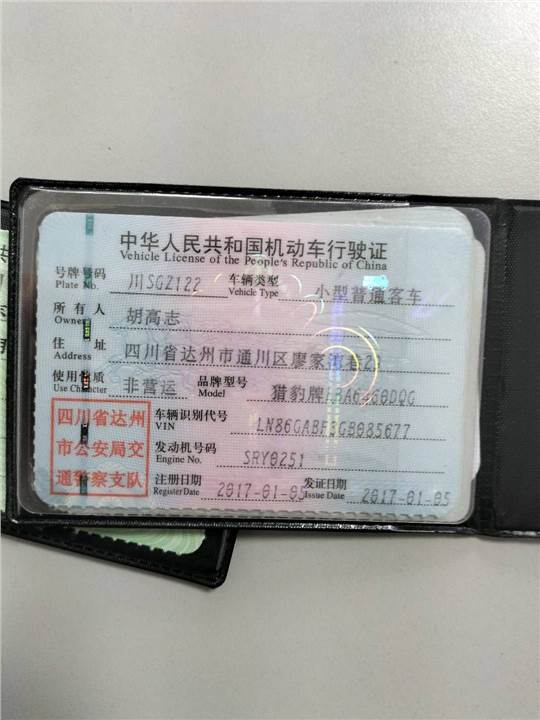 中华人民共和国机动车行驶证
Vehicle License of the People's Republic of China
号牌号码 川SGZ122 车辆类型 小型普通客车
Plate No. Vehicle Type
所有人 胡高志
Owner
住址 四川省达州市通川区廖家
Address
使用性质 非营运 品牌型号 猎豹牌
Use Character Model
四川省达州 车辆识别代号
市公安局交 VIN LN86GABF3GB085677
通警察支队 发动机号码 SRY0251
Engine No.
注册日期 2017-01-05 发证日期 2017-01-05
Register Date Issue Date